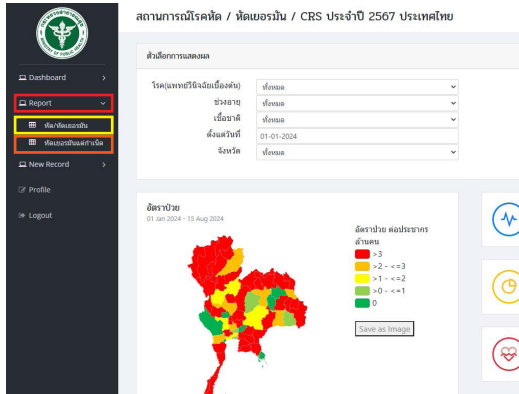 สถานการณ์โรคหัด / หัดเยอรมัน / CRS ประจำปี 2567 ประเทศไทย
Dashboard
Report
หัด/หัดเยอรมัน
หัดเยอรมันแต่กำเนิด
New Record
Profile
Logout
ตัวเลือกการแสดงผล
โรค(แพทย์วินิจฉัยเบื้องต้น) ทั้งหมด
ช่วงอายุ ทั้งหมด
เชื้อชาติ ทั้งหมด
ตั้งแต่วันที่ 01-01-2024
จังหวัด ทั้งหมด
อัตราป่วย
01 Jan 2024 - 15 Aug 2024
อัตราป่วย ต่อประชากร
ล้านคน
>3
>2 - <=3
>1 - <=2
>0 - <=1
0
Save as Image